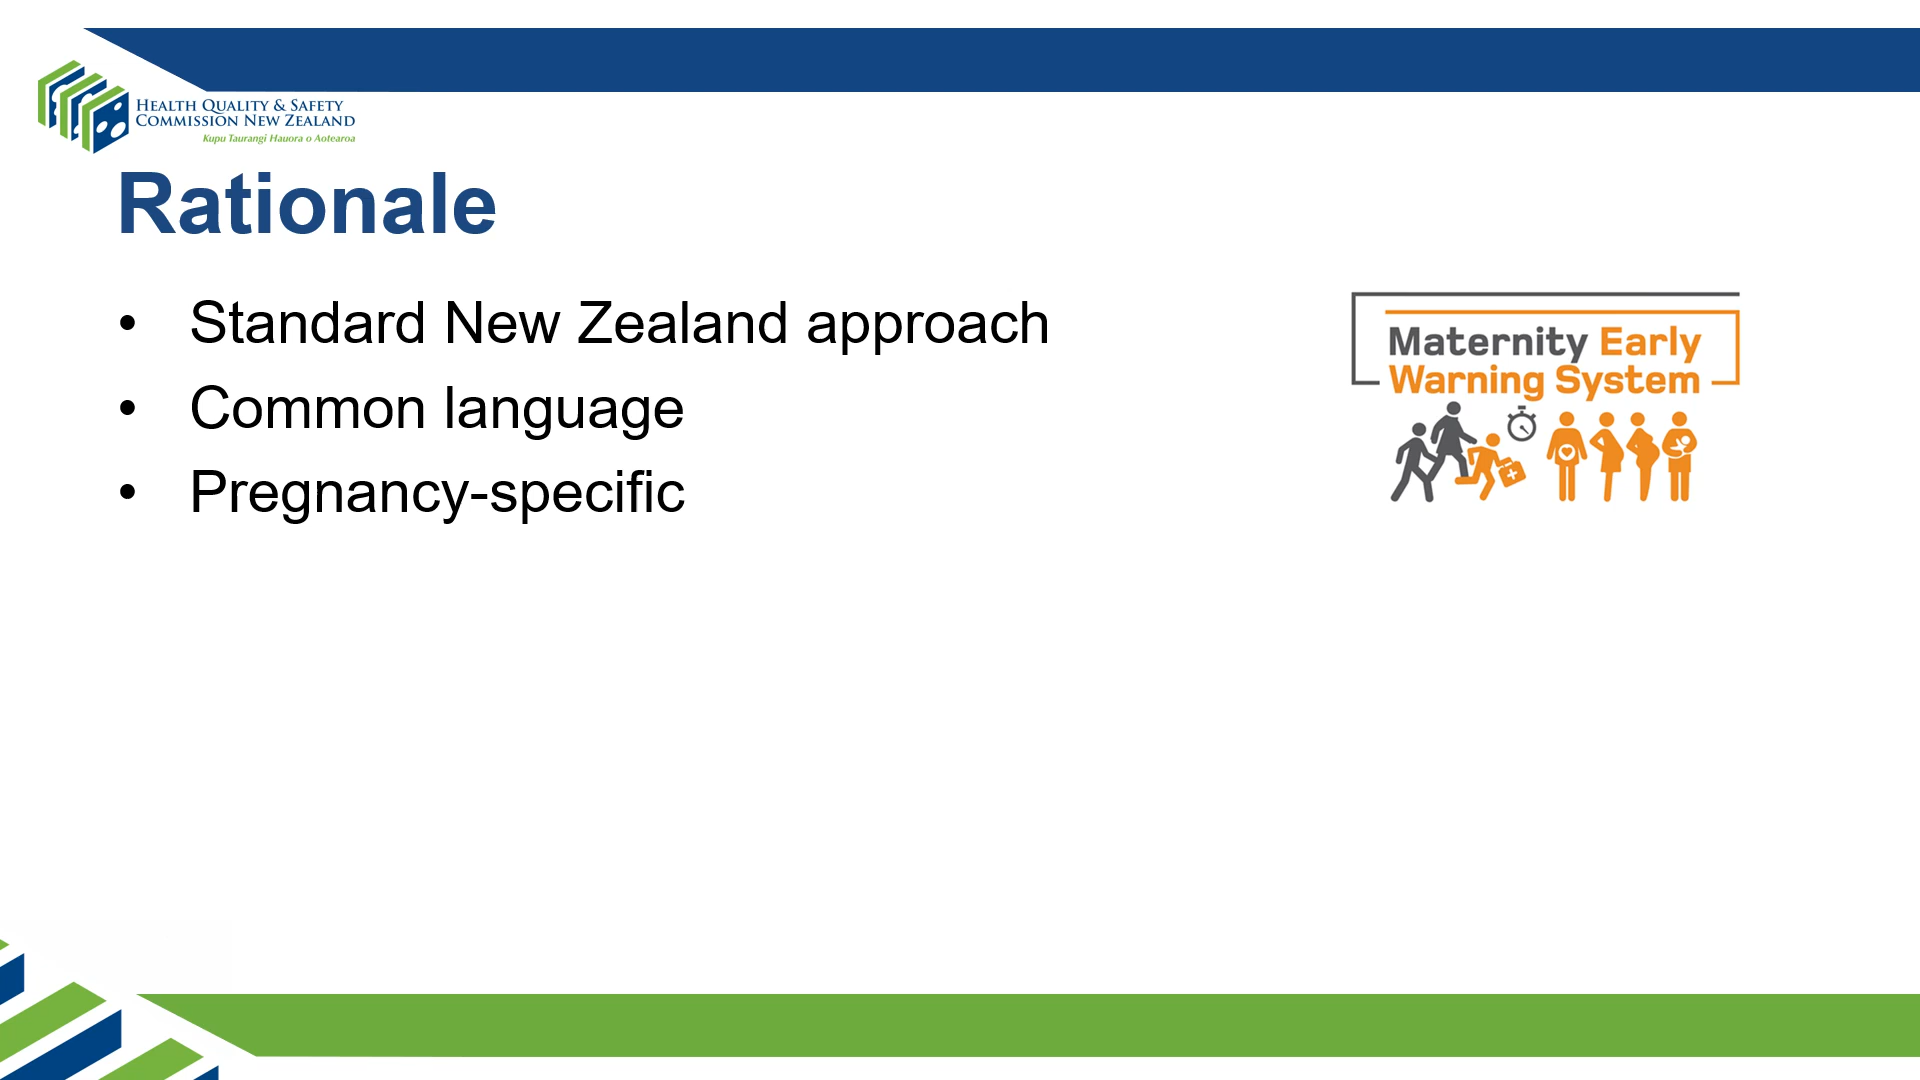 HEALTH QUALITY & SAFETY
COMMISSION NEW ZEALAND
Kupu Taurangi Hauora o Aotearoa
Rationale
• Standard New Zealand approach
• Common language
• Pregnancy-specific
Maternity Early
Warning System